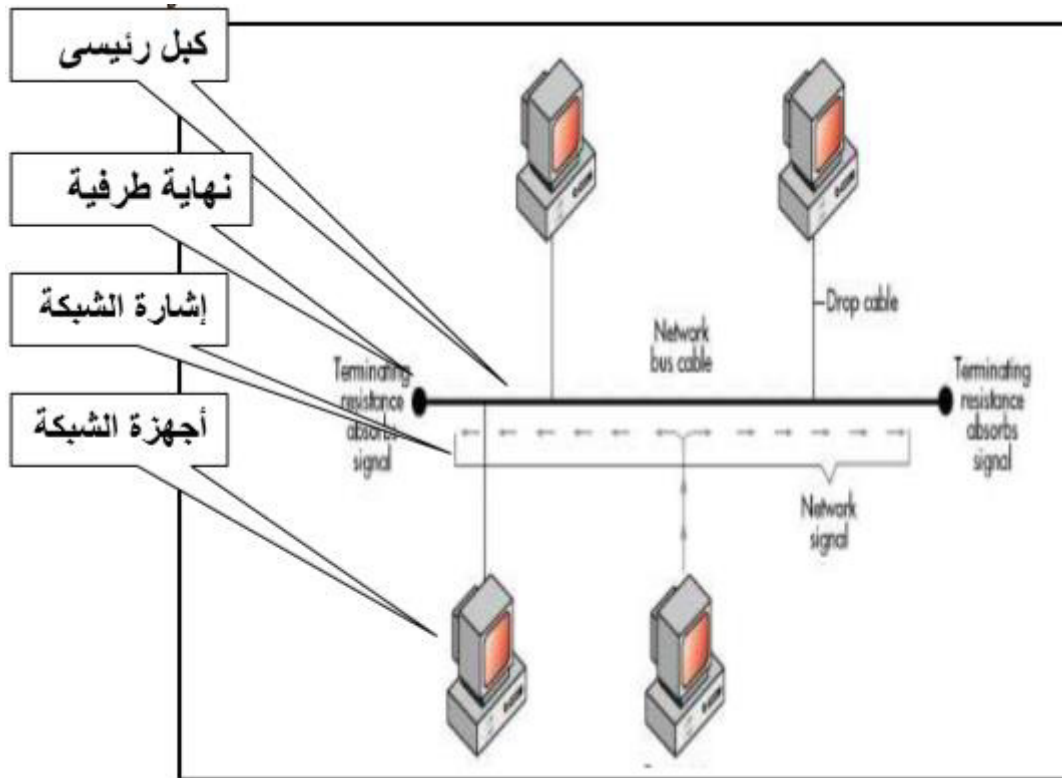 كبل رئيسى
نهاية طرفية
إشارة الشبكة
أجهزة الشبكة
Drop cable
Network
bus cable
Terminating
resistance
absorbs
signal
Terminating
resistance
absorbs
signal
Network
signal